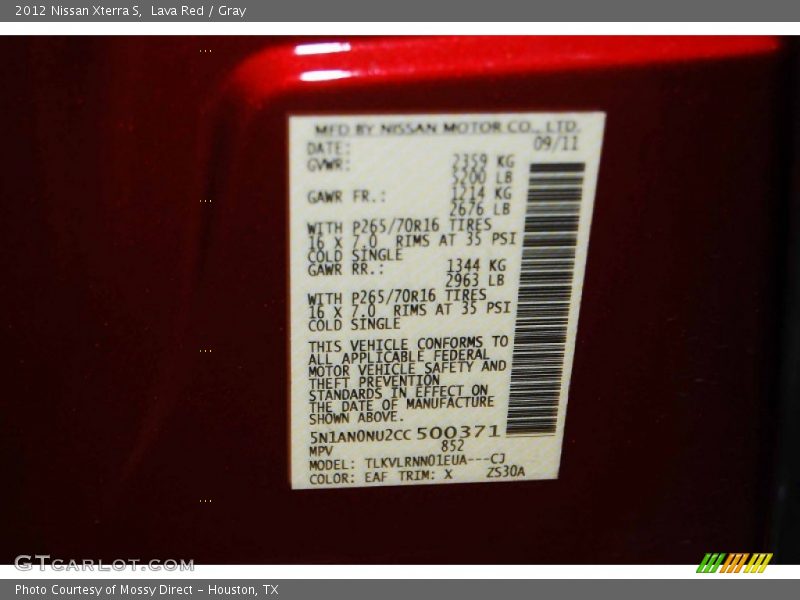 2012 Nissan Xterra S,  Lava Red / Gray
MFD BY NISSAN MOTOR CO., LTD.
DATE: 09/11
GVWR: 2359 KG
5200 LB
GAWR FR.: 1214 KG
2676 LB
WITH P265/70R16 TIRES
16 X 7.0  RIMS AT 35 PSI
COLD SINGLE
GAWR RR.: 1344 KG
2963 LB
WITH P265/70R16 TIRES
16 X 7.0  RIMS AT 35 PSI
COLD SINGLE
THIS VEHICLE CONFORMS TO
ALL APPLICABLE FEDERAL
MOTOR VEHICLE SAFETY AND
THEFT PREVENTION
STANDARDS IN EFFECT ON
THE DATE OF MANUFACTURE
SHOWN ABOVE.
5N1AN0NU2CC 500371
MPV 852
MODEL: TLKVLRNN01EUA---CJ
COLOR: EAF TRIM: X ZS30A
GTCARLOT.COM
Photo Courtesy of Mossy Direct - Houston, TX